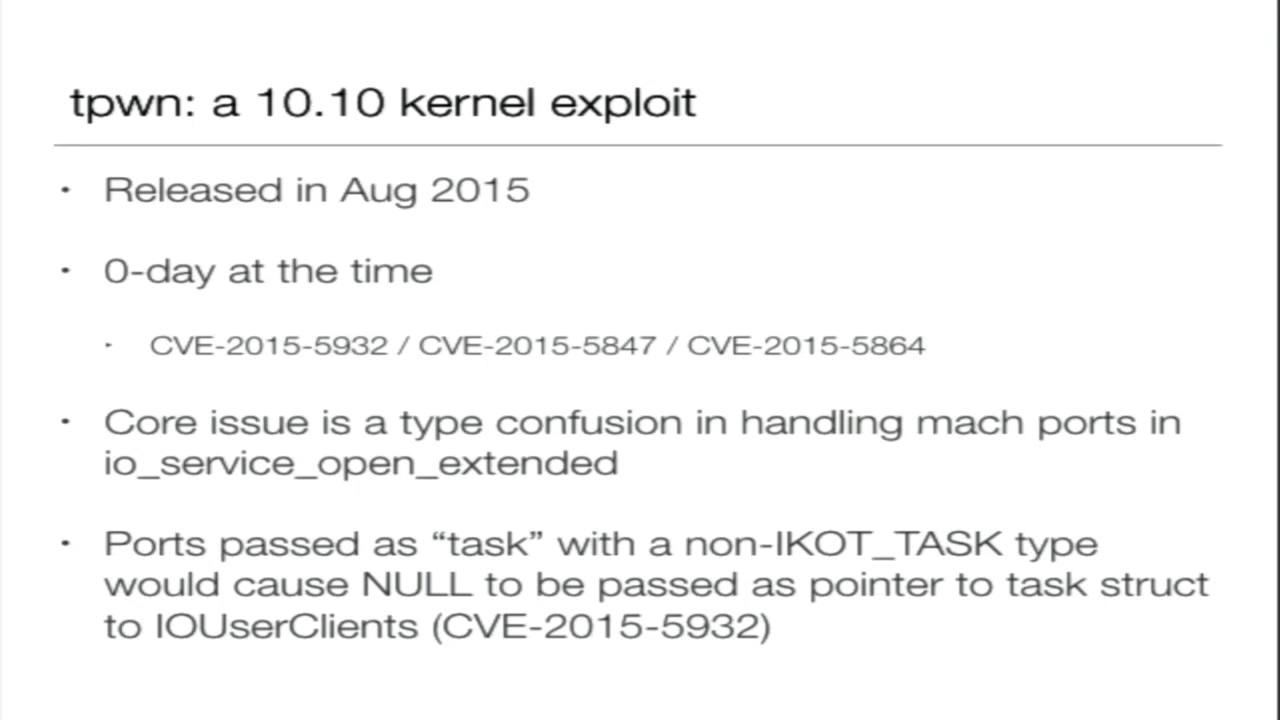 tpwn: a 10.10 kernel exploit
• Released in Aug 2015
• 0-day at the time
• CVE-2015-5932 / CVE-2015-5847 / CVE-2015-5864
• Core issue is a type confusion in handling mach ports in
io_service_open_extended
• Ports passed as “task” with a non-IKOT_TASK type
would cause NULL to be passed as pointer to task struct
to IOUserClients (CVE-2015-5932)